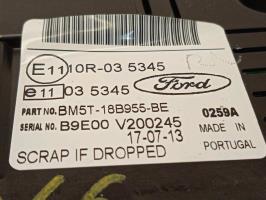 E11 10R-03 5345
e11 03 5345
Ford
PART NO. BM5T-18B955-BE
0259A
SERIAL NO. B9E00 V200245
MADE IN
17-07-13
PORTUGAL
SCRAP IF DROPPED